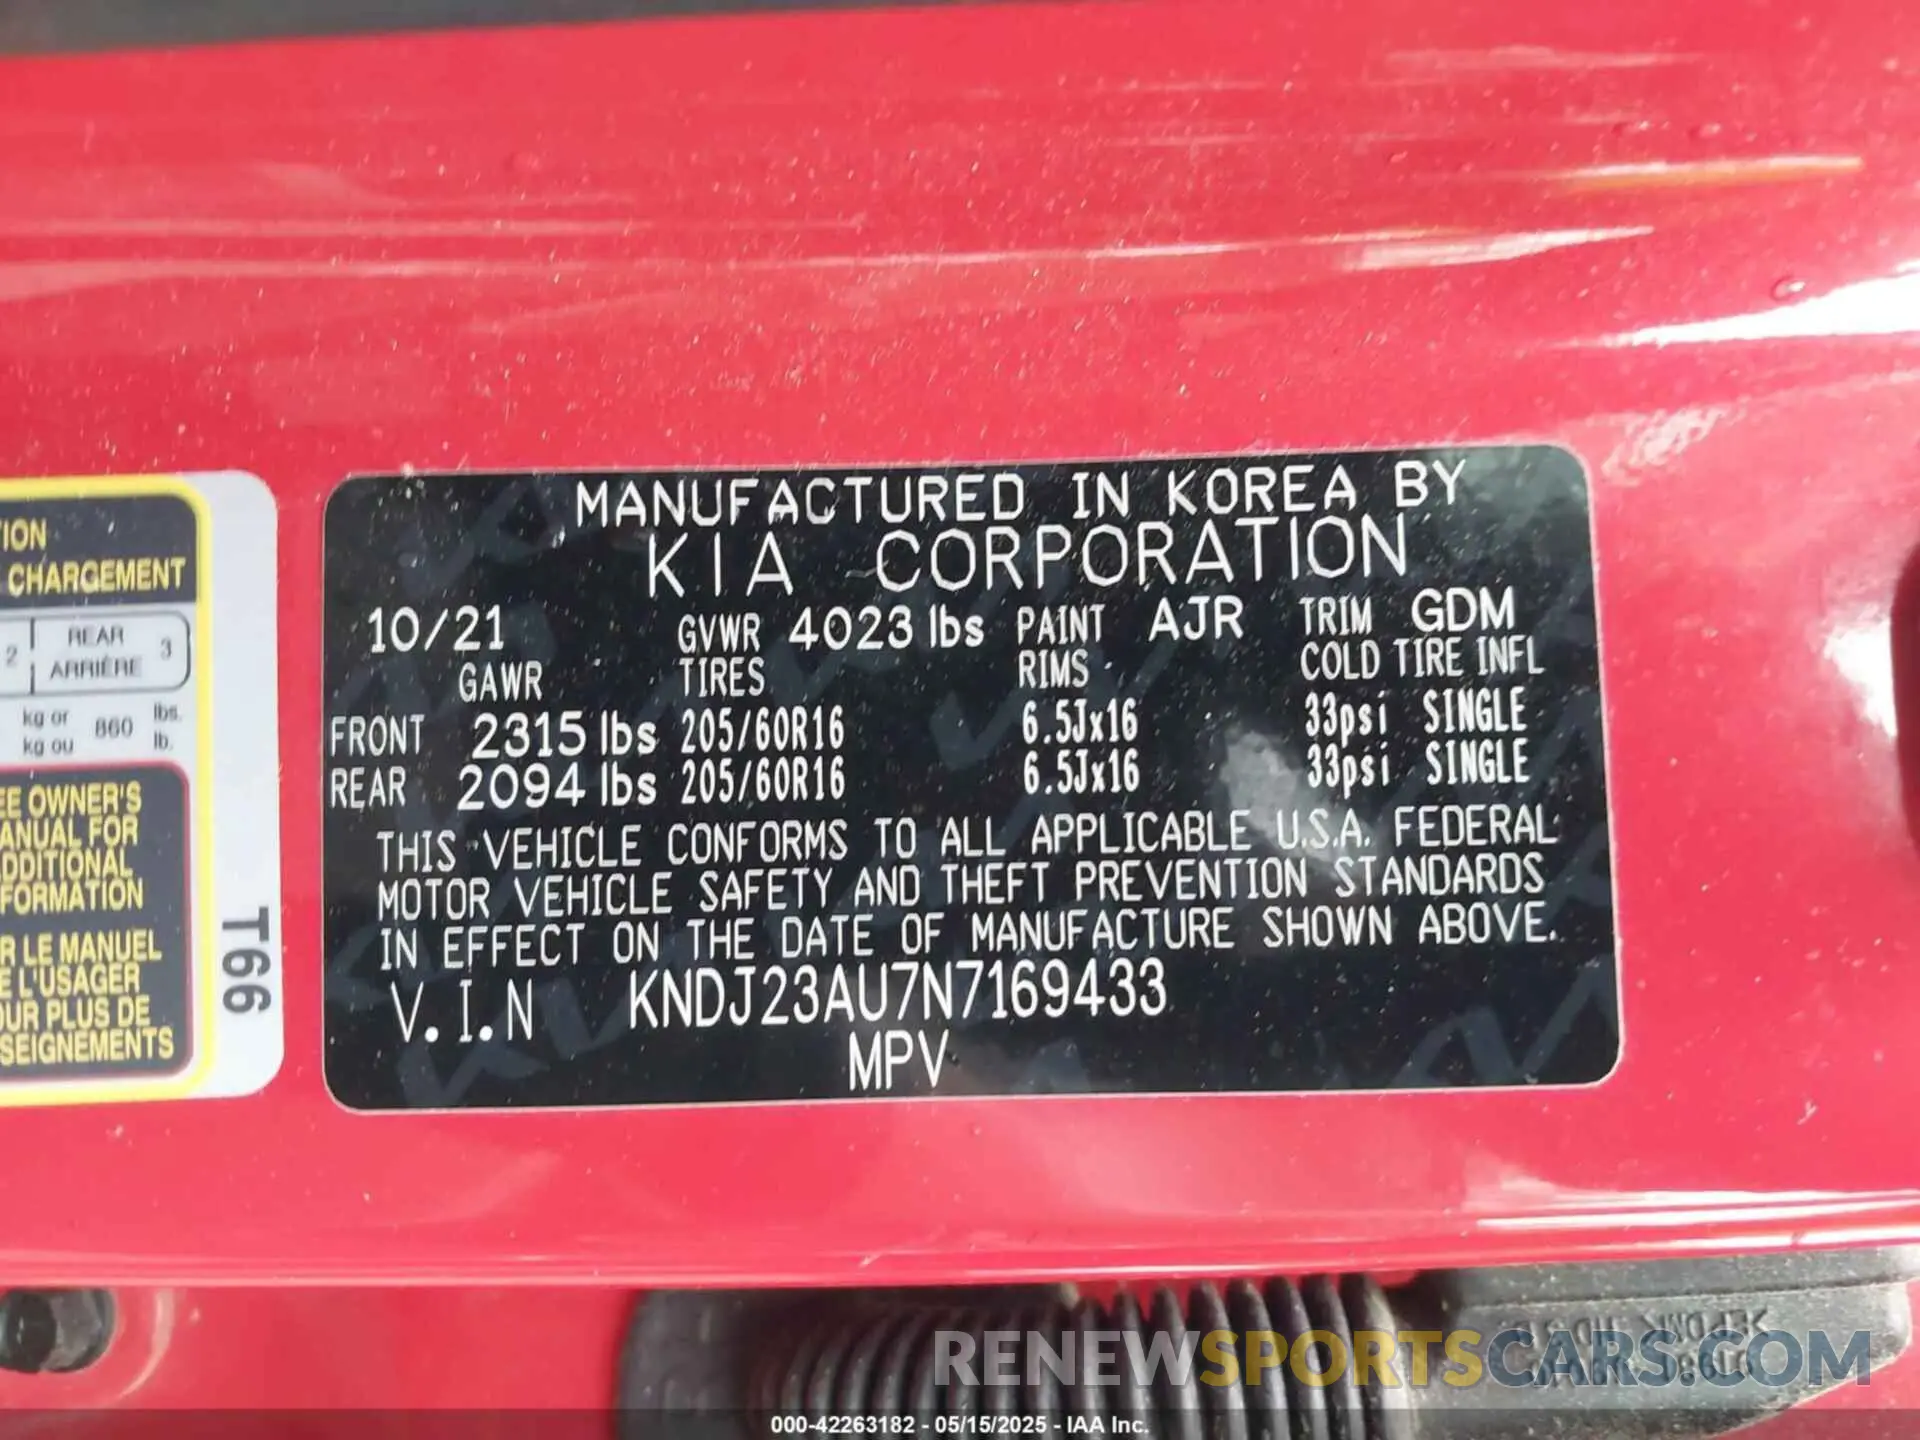 MANUFACTURED IN KOREA BY
KIA CORPORATION
10/21 GVWR 4023 lbs PAINT AJR TRIM GDM
GAWR TIRES RIMS COLD TIRE INFL
FRONT 2315 lbs 205/60R16 6.5Jx16 33psi SINGLE
REAR 2094 lbs 205/60R16 6.5Jx16 33psi SINGLE
THIS VEHICLE CONFORMS TO ALL APPLICABLE U.S.A. FEDERAL
MOTOR VEHICLE SAFETY AND THEFT PREVENTION STANDARDS
IN EFFECT ON THE DATE OF MANUFACTURE SHOWN ABOVE.
V.I.N KNDJ23AU7N7169433
MPV
TION
CHARGEMENT
2 REAR 3
ARRIÈRE
kg or 860 lbs.
kg ou lb.
EE OWNER'S
ANUAL FOR
DDITIONAL
FORMATION
R LE MANUEL
E L'USAGER
OUR PLUS DE
SEIGNEMENTS
T66
>EPDM<
RENEWSPORTSCARS.COM
000-42263182 - 05/15/2025 - IAA Inc.